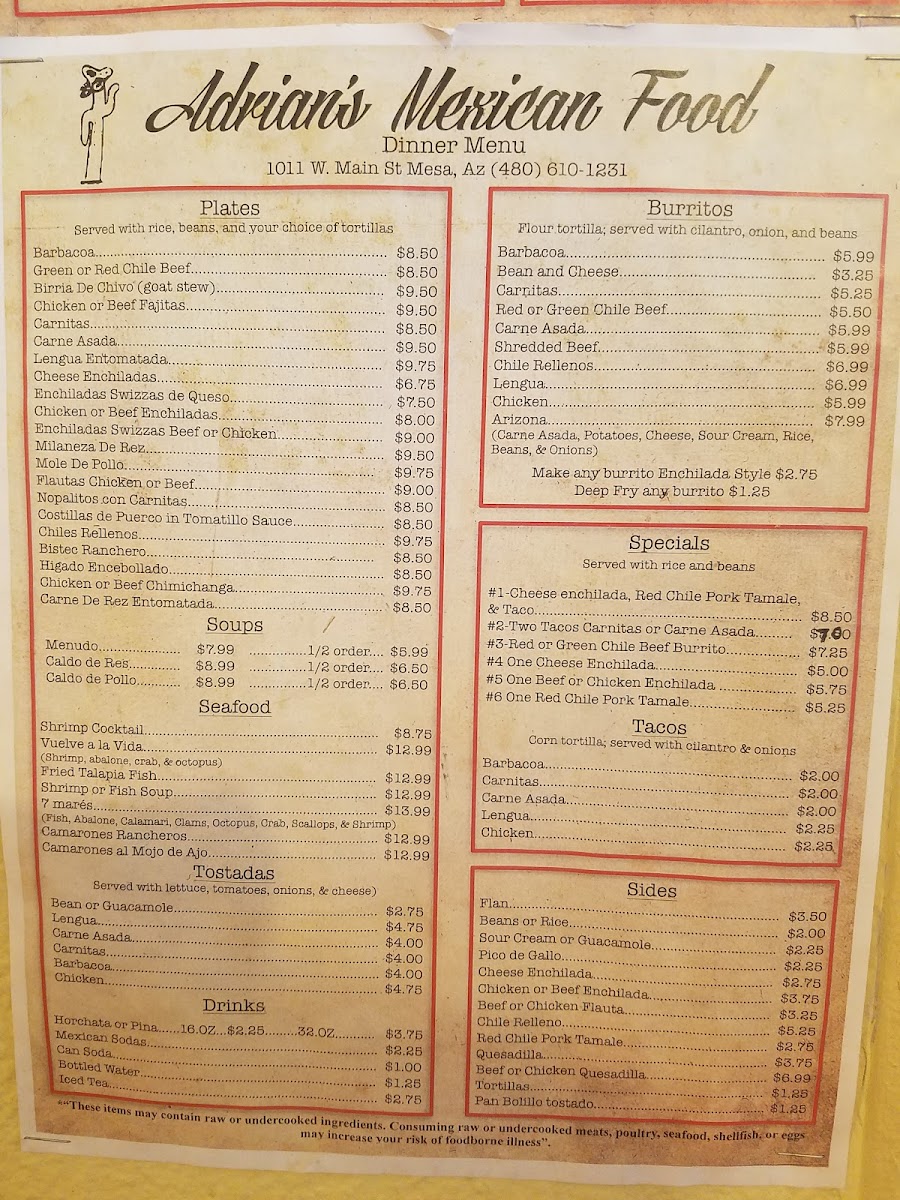 Adrian's Mexican Food
Dinner Menu
1011 W. Main St Mesa, Az (480) 610-1231
Plates
Served with rice, beans, and your choice of tortillas
Barbacoa........ $8.50
Green or Red Chile Beef........ $8.50
Birria De Chivo (goat stew)........ $9.50
Chicken or Beef Fajitas........ $9.50
Carnitas........ $8.50
Carne Asada........ $9.50
Lengua Entomatada........ $9.75
Cheese Enchiladas........ $6.75
Enchiladas Swizzas de Queso........ $7.50
Chicken or Beef Enchiladas........ $8.00
Enchiladas Swizzas Beef or Chicken........ $9.00
Milaneza De Rez........ $9.50
Mole De Pollo........ $9.75
Flautas Chicken or Beef........ $9.00
Nopalitos con Carnitas........ $8.50
Costillas de Puerco in Tomatillo Sauce........ $8.50
Chiles Rellenos........ $9.75
Bistec Ranchero........ $8.50
Higado Encebollado........ $8.50
Chicken or Beef Chimichanga........ $9.75
Carne De Rez Entomatada........ $8.50
Soups
Menudo........ $7.99 ........1/2 order.... $5.99
Caldo de Res........ $8.99 ........1/2 order.... $6.50
Caldo de Pollo........ $8.99 ........1/2 order.... $6.50
Seafood
Shrimp Cocktail........ $8.75
Vuelve a la Vida........ $12.99
(Shrimp, abalone, crab, & octopus)
Fried Talapia Fish........ $12.99
Shrimp or Fish Soup........ $12.99
7 marés........ $13.99
(Fish, Abalone, Calamari, Clams, Octopus, Crab, Scallops, & Shrimp)
Camarones Rancheros........ $12.99
Camarones al Mojo de Ajo........ $12.99
Tostadas
Served with lettuce, tomatoes, onions, & cheese)
Bean or Guacamole........ $2.75
Lengua........ $4.75
Carne Asada........ $4.00
Carnitas........ $4.00
Barbacoa........ $4.00
Chicken........ $4.75
Drinks
Horchata or Pina......16.OZ...$2.25.........32.OZ........ $3.75
Mexican Sodas........ $2.25
Can Soda........ $1.00
Bottled Water........ $1.25
Iced Tea........ $2.75
Burritos
Flour tortilla; served with cilantro, onion, and beans
Barbacoa........ $5.99
Bean and Cheese........ $3.25
Carnitas........ $5.25
Red or Green Chile Beef........ $5.50
Carne Asada........ $5.99
Shredded Beef........ $5.99
Chile Rellenos........ $6.99
Lengua........ $6.99
Chicken........ $5.99
Arizona........ $7.99
(Carne Asada, Potatoes, Cheese, Sour Cream, Rice,
Beans, & Onions)
Make any burrito Enchilada Style $2.75
Deep Fry any burrito $1.25
Specials
Served with rice and beans
#1-Cheese enchilada, Red Chile Pork Tamale,
& Taco........ $8.50
#2-Two Tacos Carnitas or Carne Asada........ $7.00
#3-Red or Green Chile Beef Burrito........ $7.25
#4 One Cheese Enchilada........ $5.00
#5 One Beef or Chicken Enchilada ........ $5.75
#6 One Red Chile Pork Tamale........ $5.25
Tacos
Corn tortilla; served with cilantro & onions
Barbacoa........ $2.00
Carnitas........ $2.00
Carne Asada........ $2.00
Lengua........ $2.25
Chicken........ $2.25
Sides
Flan........ $3.50
Beans or Rice........ $2.00
Sour Cream or Guacamole........ $2.25
Pico de Gallo........ $2.25
Cheese Enchilada........ $2.75
Chicken or Beef Enchilada........ $3.75
Beef or Chicken Flauta........ $3.25
Chile Relleno........ $5.25
Red Chile Pork Tamale........ $2.75
Quesadilla........ $3.75
Beef or Chicken Quesadilla........ $6.99
Tortillas........ $1.25
Pan Bolillo tostado........ $1.25
*"These items may contain raw or undercooked ingredients. Consuming raw or undercooked meats, poultry, seafood, shellfish, or eggs
may increase your risk of foodborne illness".